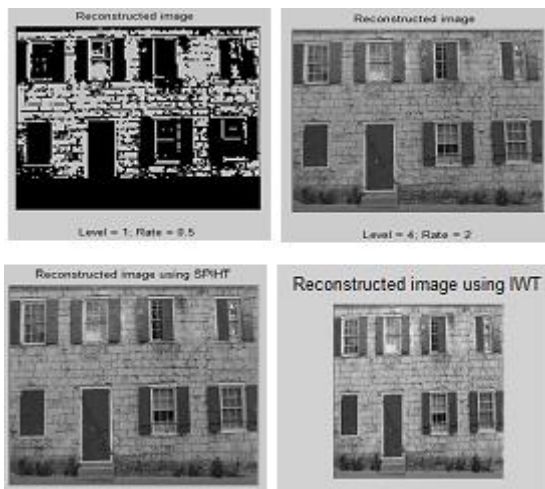 Reconstructed image
Level = 1; Rate = 0.5
Reconstructed image
Level = 4; Rate = 2
Reconstructed image using SPIHT
Reconstructed image using IWT